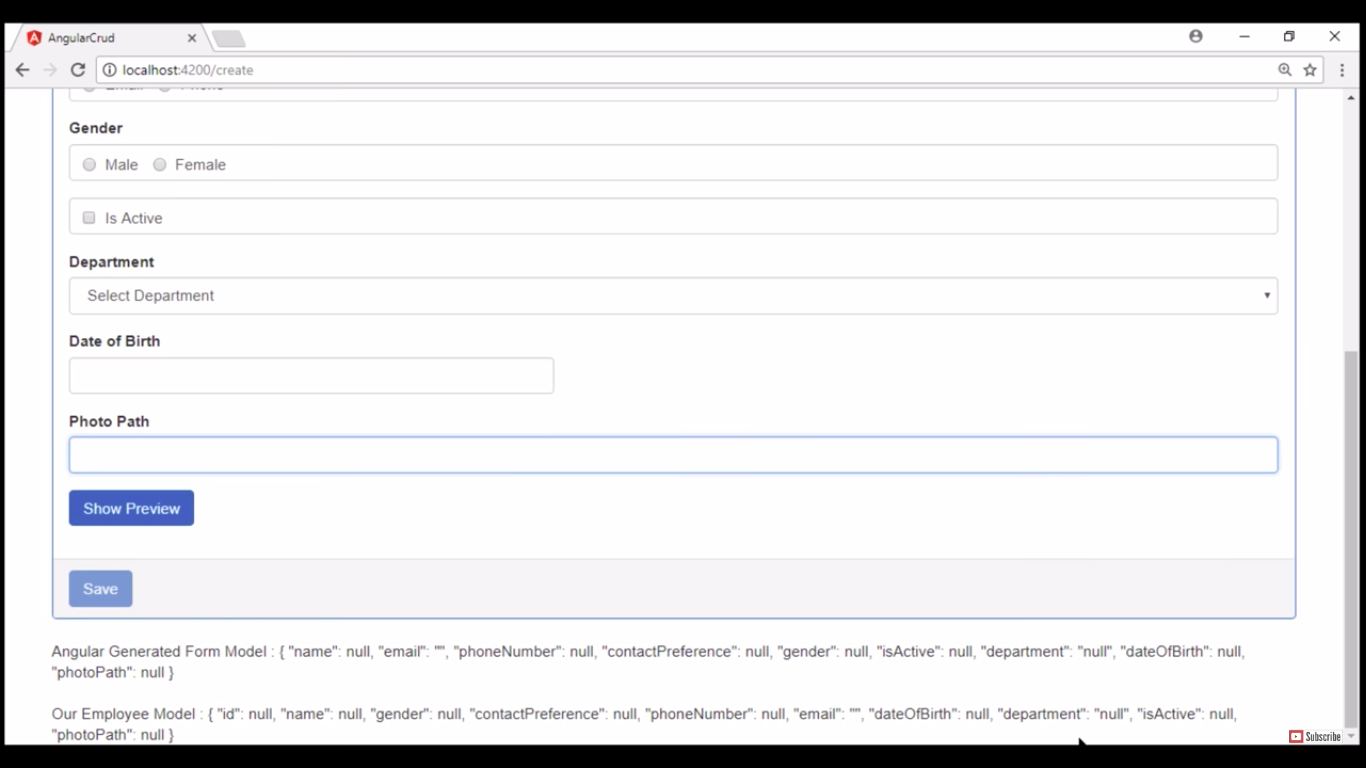 AngularCrud
localhost:4200/create
Email Phone
Gender
Male Female
Is Active
Department
Select Department
Date of Birth
Photo Path
Show Preview
Save
Angular Generated Form Model : { "name": null, "email": "", "phoneNumber": null, "contactPreference": null, "gender": null, "isActive": null, "department": "null", "dateOfBirth": null,
"photoPath": null }
Our Employee Model : { "id": null, "name": null, "gender": null, "contactPreference": null, "phoneNumber": null, "email": "", "dateOfBirth": null, "department": "null", "isActive": null,
"photoPath": null }
Subscribe